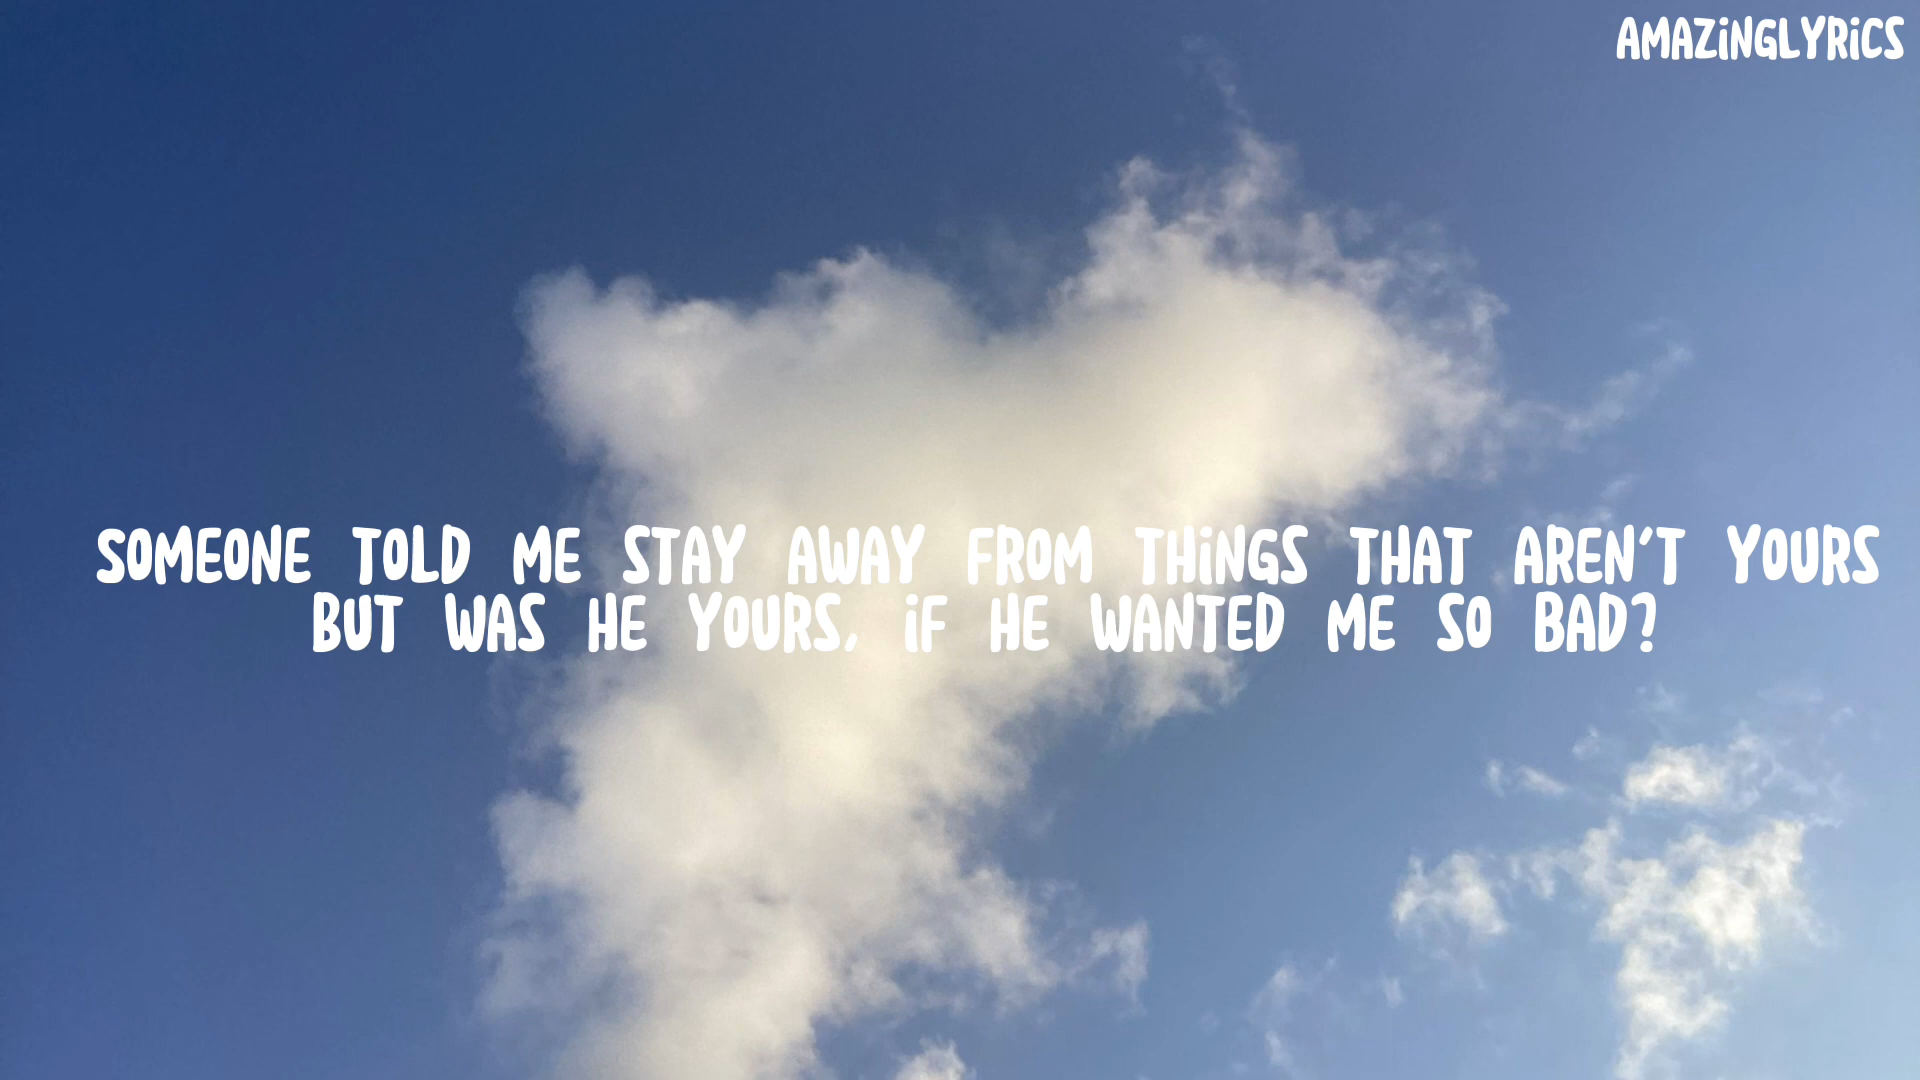 AMAZiNGLYRiCS
SOMEONE TOLD ME STAY AWAY FROM THiNGS THAT AREN'T YOURS
BUT WAS HE YOURS, iF HE WANTED ME SO BAD?